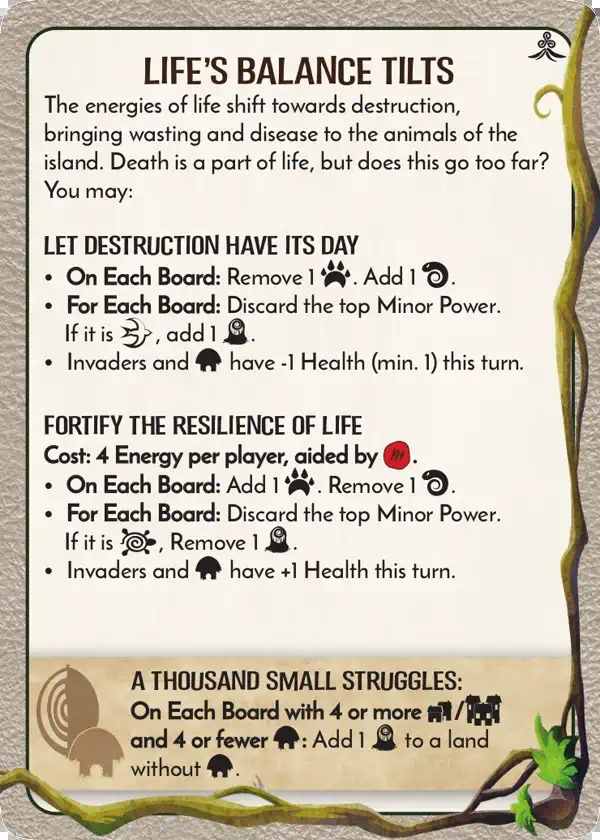 LIFE'S BALANCE TILTS
The energies of life shift towards destruction,
bringing wasting and disease to the animals of the
island. Death is a part of life, but does this go too far?
You may:
LET DESTRUCTION HAVE ITS DAY
• On Each Board: Remove 1 . Add 1 .
• For Each Board: Discard the top Minor Power.
If it is , add 1 .
• Invaders and have -1 Health (min. 1) this turn.
FORTIFY THE RESILIENCE OF LIFE
Cost: 4 Energy per player, aided by .
• On Each Board: Add 1 . Remove 1 .
• For Each Board: Discard the top Minor Power.
If it is , Remove 1 .
• Invaders and have +1 Health this turn.
A THOUSAND SMALL STRUGGLES:
On Each Board with 4 or more /
and 4 or fewer : Add 1 to a land
without .